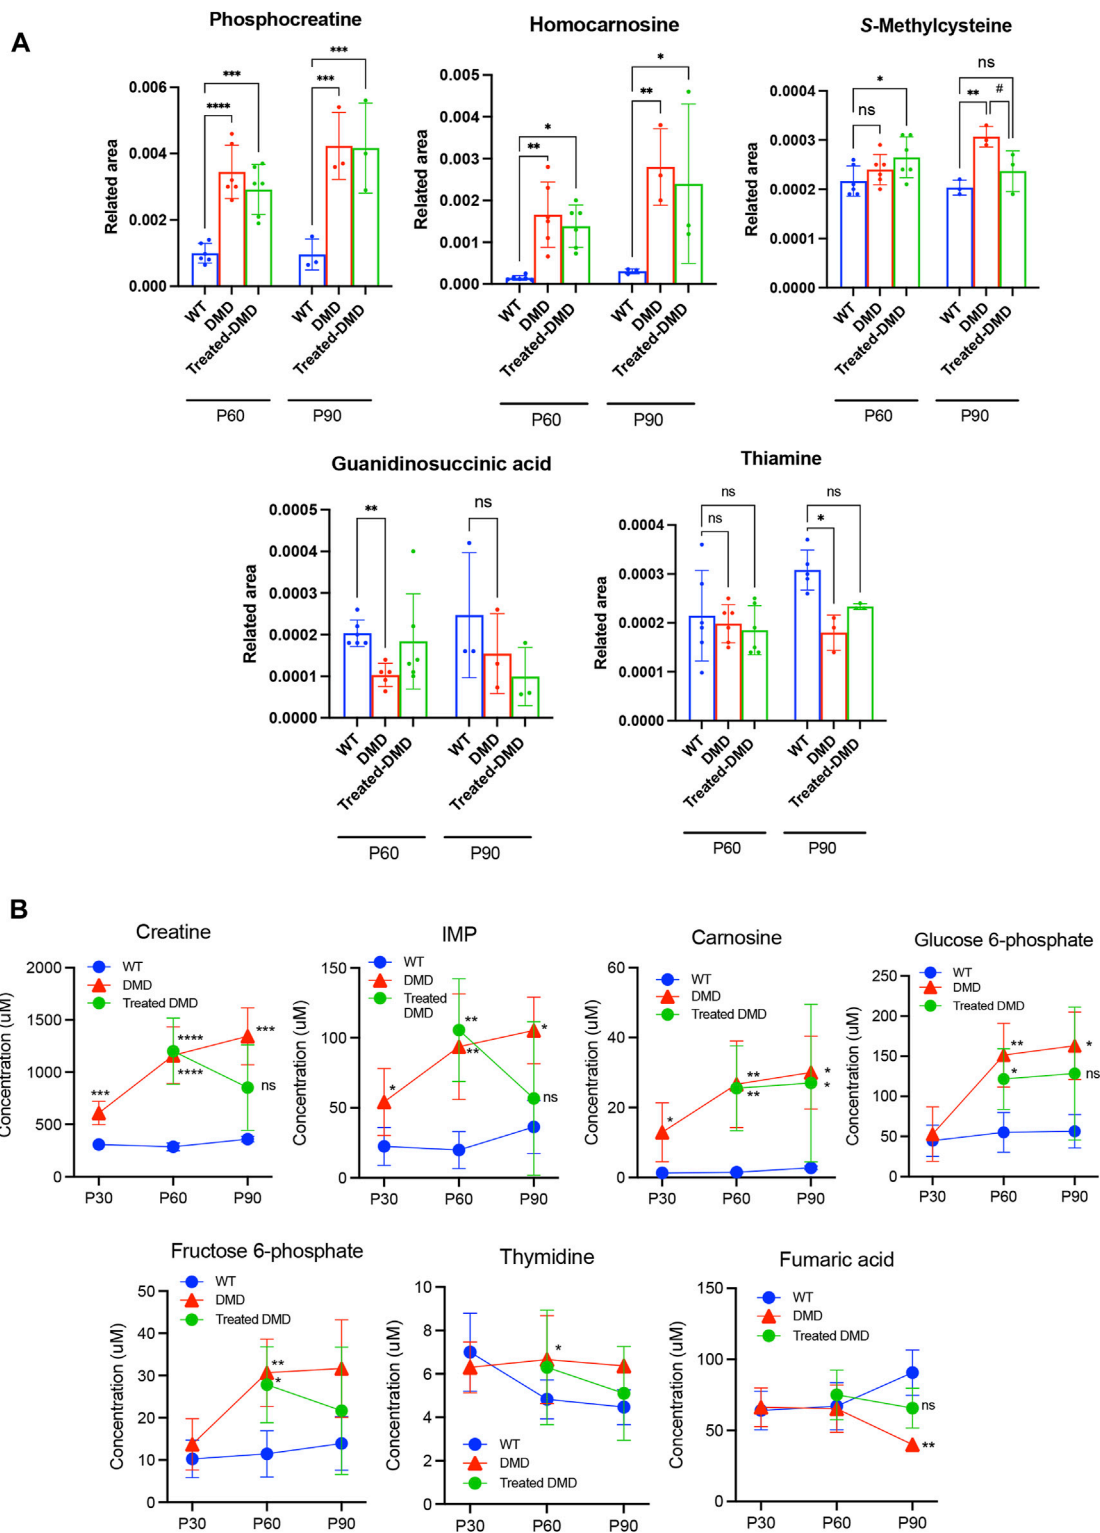 A
Phosphocreatine
Related area
0.006
0.004
0.002
0.000
****
***
***
***
WT
DMD
Treated-DMD
WT
DMD
Treated-DMD
P60
P90
Homocarnosine
Related area
0.005
0.004
0.003
0.002
0.001
0.000
**
*
**
*
WT
DMD
Treated-DMD
WT
DMD
Treated-DMD
P60
P90
S-Methylcysteine
Related area
0.0004
0.0003
0.0002
0.0001
0.0000
ns
*
ns
**
#
WT
DMD
Treated-DMD
WT
DMD
Treated-DMD
P60
P90
Guanidinosuccinic acid
Related area
0.0005
0.0004
0.0003
0.0002
0.0001
0.0000
**
ns
WT
DMD
Treated-DMD
WT
DMD
Treated-DMD
P60
P90
Thiamine
Related area
0.0004
0.0003
0.0002
0.0001
0.0000
ns
ns
ns
*
WT
DMD
Treated-DMD
WT
DMD
Treated-DMD
P60
P90
B
Creatine
Concentration (uM)
2000
1500
1000
500
0
WT
DMD
Treated DMD
***
****
****
***
ns
P30
P60
P90
IMP
Concentration (uM)
150
100
50
0
WT
DMD
Treated
DMD
*
**
**
*
ns
P30
P60
P90
Carnosine
Concentration (uM)
60
40
20
0
WT
DMD
Treated DMD
*
**
**
*
*
P30
P60
P90
Glucose 6-phosphate
Concentration (uM)
250
200
150
100
50
0
WT
DMD
Treated DMD
**
*
*
ns
P30
P60
P90
Fructose 6-phosphate
Concentration (uM)
50
40
30
20
10
0
WT
DMD
Treated DMD
**
*
P30
P60
P90
Thymidine
Concentration (uM)
10
8
6
4
2
0
*
WT
DMD
Treated DMD
P30
P60
P90
Fumaric acid
Concentration (uM)
150
100
50
0
WT
DMD
Treated DMD
ns
**
P30
P60
P90